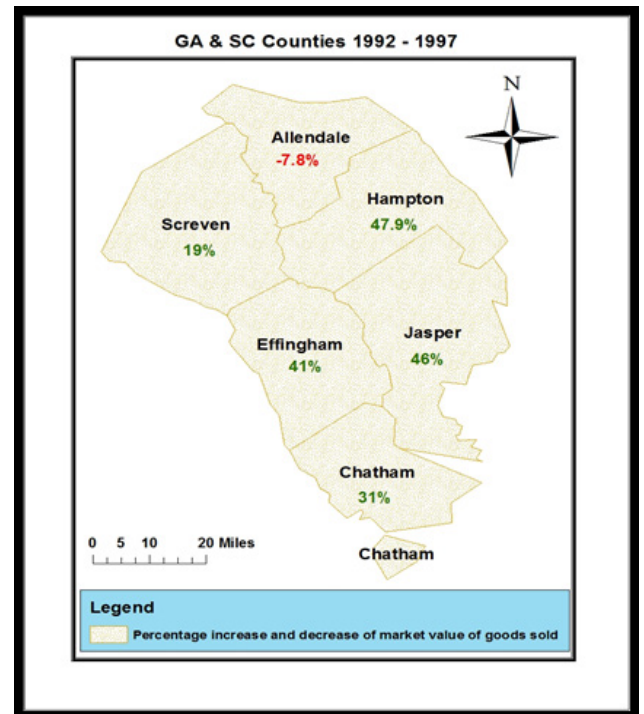 GA & SC Counties 1992 - 1997
N
Allendale
-7.8%
Hampton
47.9%
Screven
19%
Jasper
46%
Effingham
41%
Chatham
31%
0 5 10 20 Miles
Chatham
Legend
Percentage increase and decrease of market value of goods sold